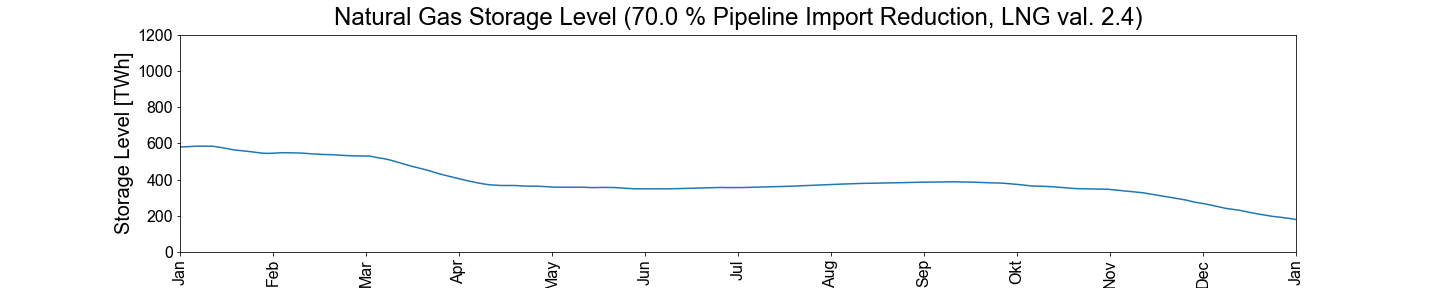 Natural Gas Storage Level (70.0 % Pipeline Import Reduction, LNG val. 2.4)
Storage Level [TWh]
1200
1000
800
600
400
200
0
Jan Feb Mar Apr May Jun Jul Aug Sep Okt Nov Dec Jan